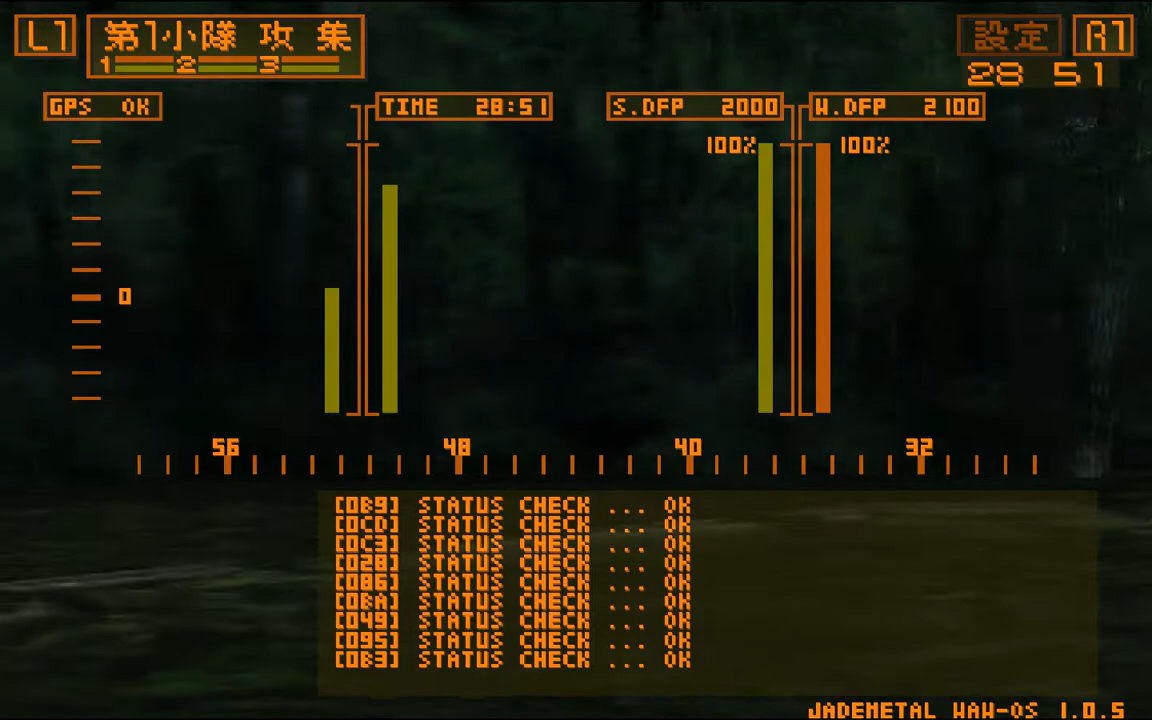 L1 第1小隊 攻 集 設定 R1
1 2 3
28 51
GPS OK TIME 28:51 S.DFP 2000 W.DFP 2100
100% 100%
0
56 48 40 32
[0B9] STATUS CHECK ... OK
[0CD] STATUS CHECK ... OK
[0C3] STATUS CHECK ... OK
[028] STATUS CHECK ... OK
[086] STATUS CHECK ... OK
[0BA] STATUS CHECK ... OK
[049] STATUS CHECK ... OK
[095] STATUS CHECK ... OK
[0B3] STATUS CHECK ... OK
JADEMETAL WAW-OS 1.0.5